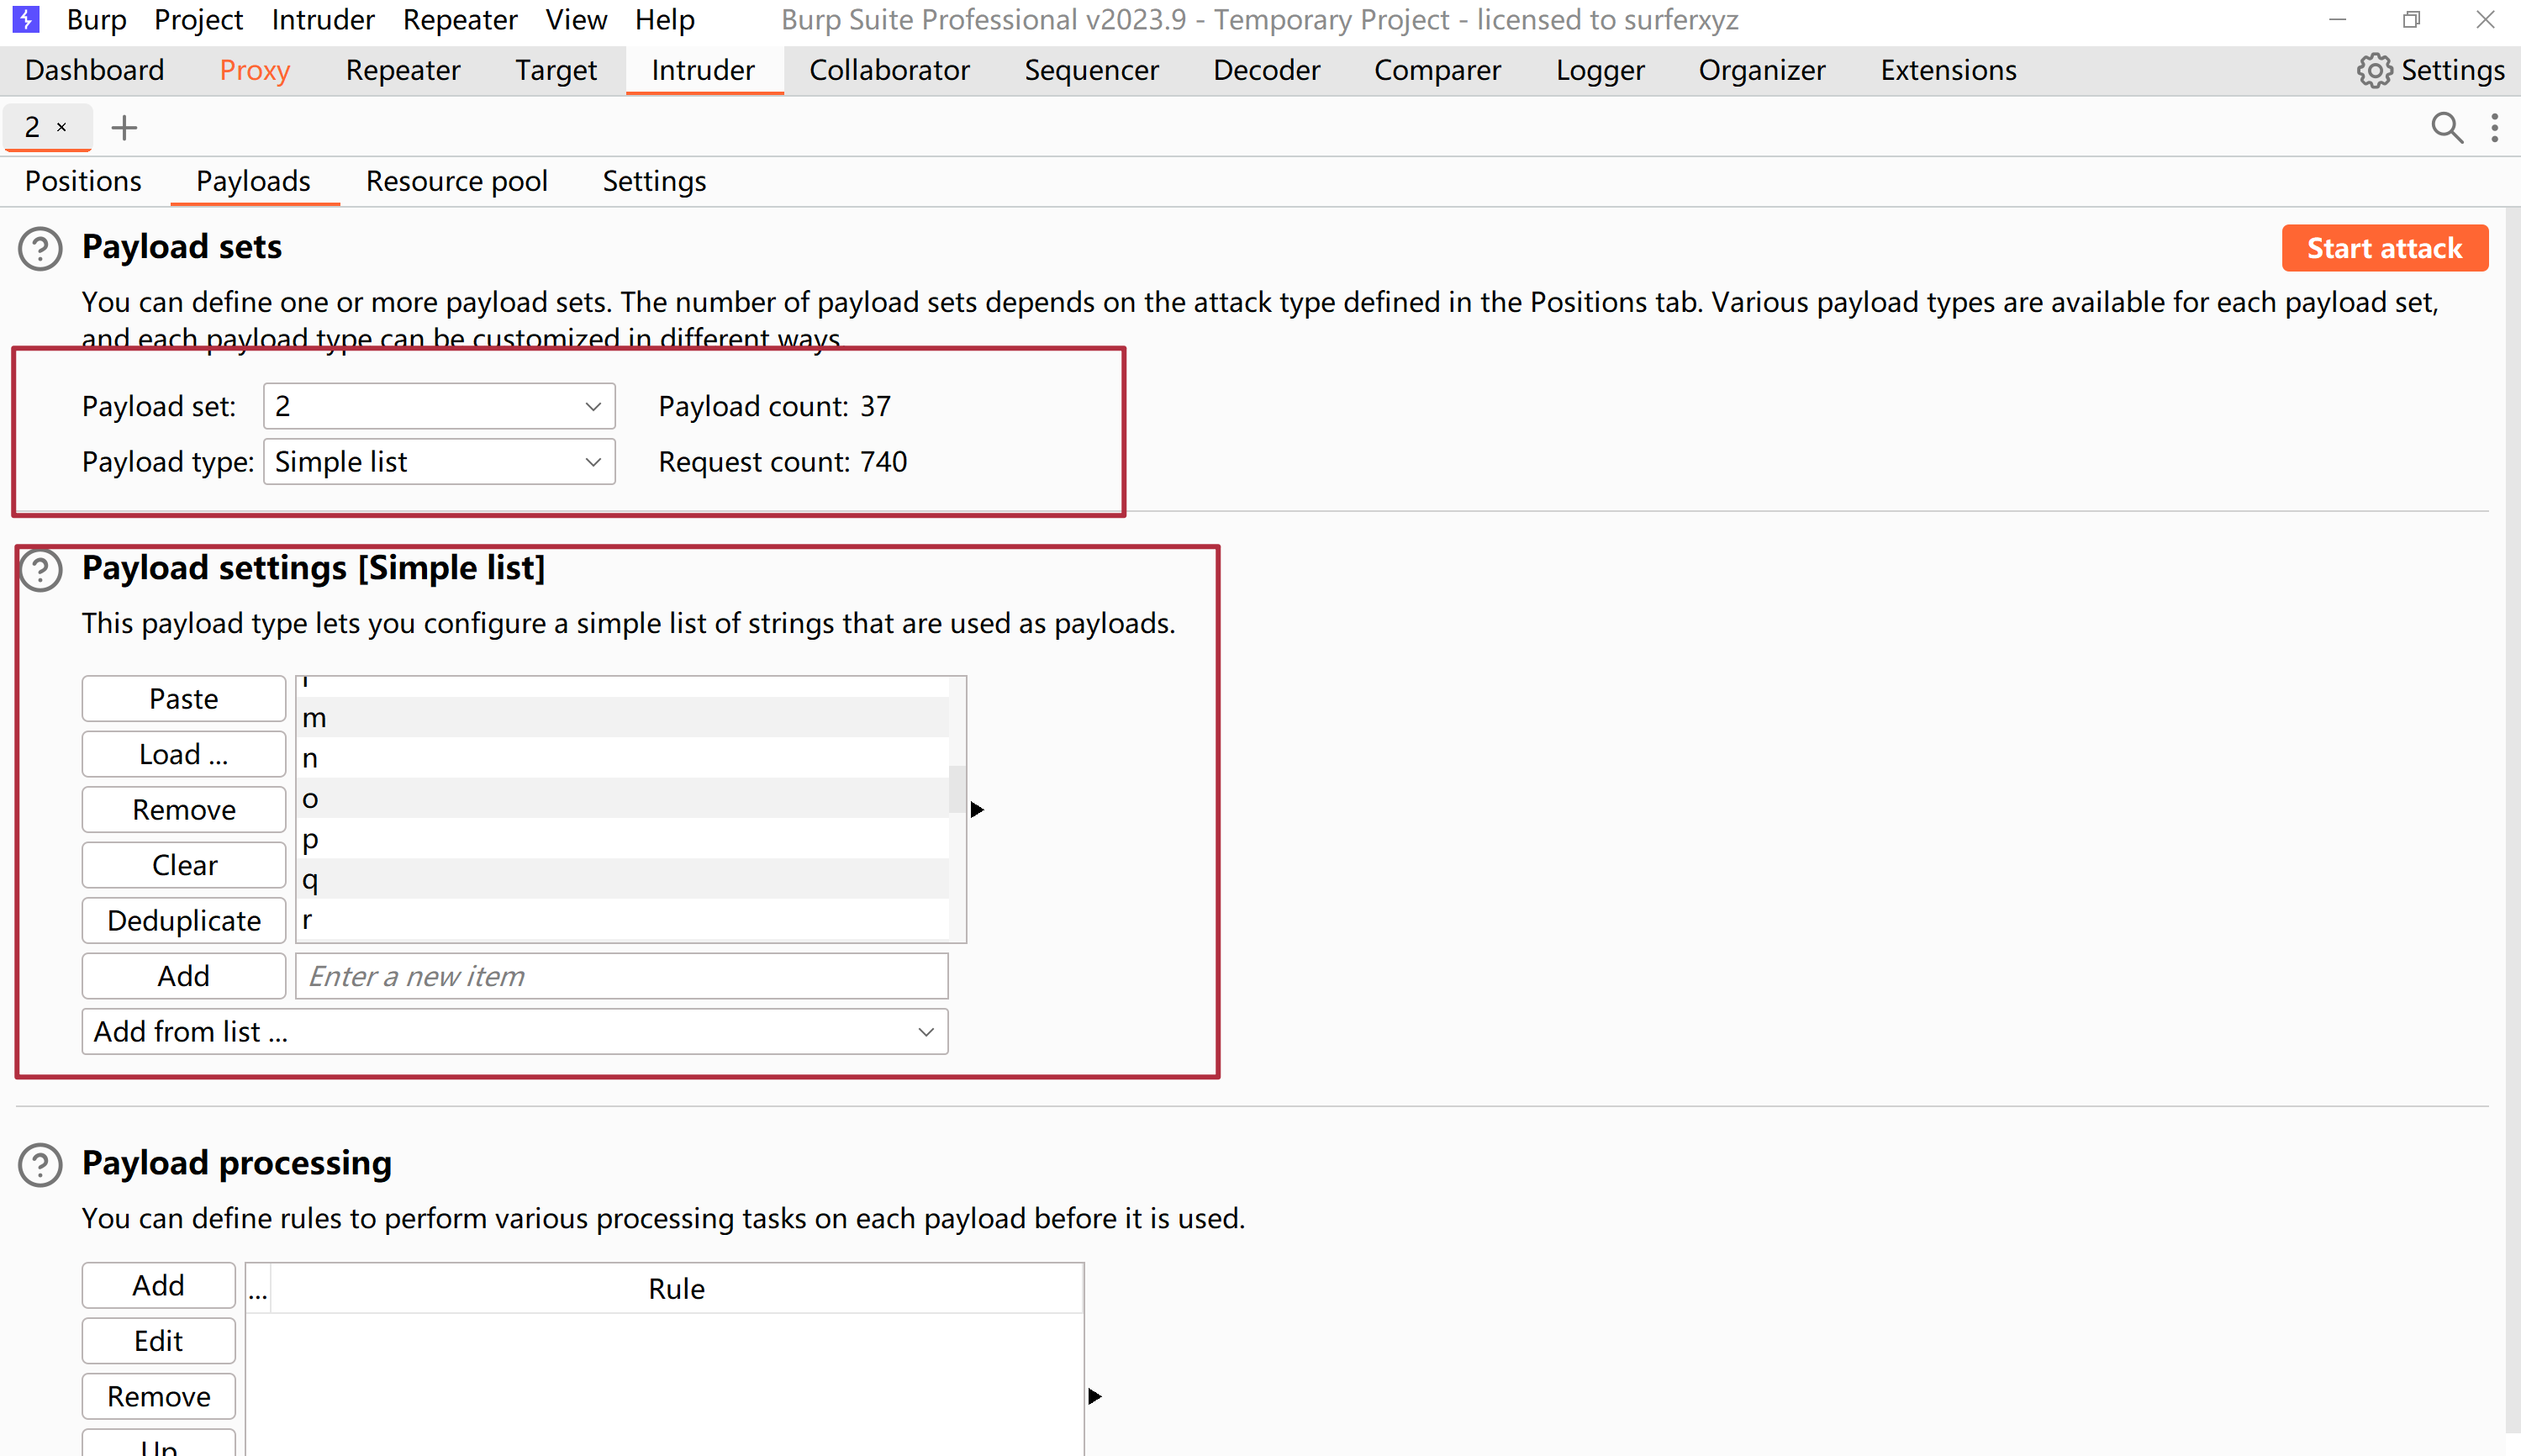 Burp Project Intruder Repeater View Help Burp Suite Professional v2023.9 - Temporary Project - licensed to surferxyz
Dashboard Proxy Repeater Target Intruder Collaborator Sequencer Decoder Comparer Logger Organizer Extensions Settings
2 × +
Positions Payloads Resource pool Settings
? Payload sets Start attack
You can define one or more payload sets. The number of payload sets depends on the attack type defined in the Positions tab. Various payload types are available for each payload set,
and each payload type can be customized in different ways.
Payload set: 2 Payload count: 37
Payload type: Simple list Request count: 740
? Payload settings [Simple list]
This payload type lets you configure a simple list of strings that are used as payloads.
Paste
m
Load ...
n
Remove
o
p
Clear
q
Deduplicate
r
Add Enter a new item
Add from list ...
? Payload processing
You can define rules to perform various processing tasks on each payload before it is used.
Add ... Rule
Edit
Remove
Up